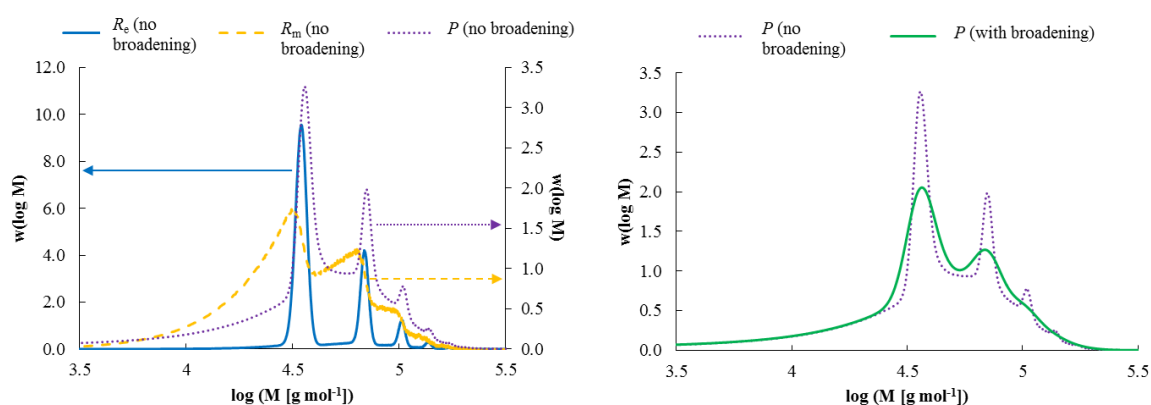 Re (no broadening)
Rm (no broadening)
P (no broadening)
12.0
10.0
8.0
6.0
4.0
2.0
0.0
w(log M)
3.5
3.0
2.5
2.0
1.5
1.0
0.5
0.0
w(log M)
3.5 4 4.5 5 5.5
log (M [g mol-1])
P (no broadening)
P (with broadening)
3.5
3.0
2.5
2.0
1.5
1.0
0.5
0.0
w(log M)
3.5 4 4.5 5 5.5
log (M [g mol-1])